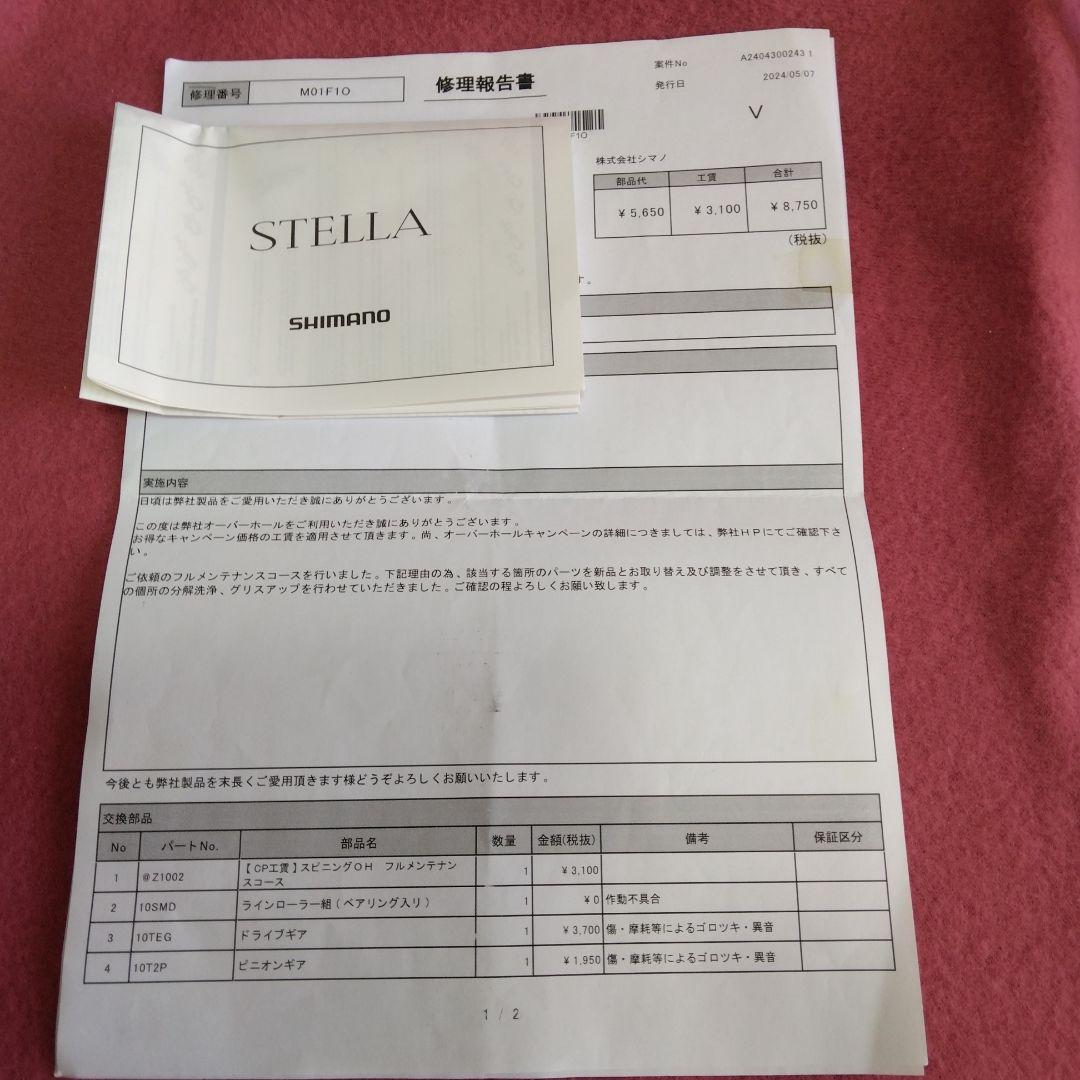 修理番号 M01F1O
修理報告書
案件No A24043002431
発行日 2024/05/07
V
F1O
株式会社シマノ
部品代 工賃 合計
¥5,650 ¥3,100 ¥8,750
(税抜)
STELLA
SHIMANO
す。
実施内容
日頃は弊社製品をご愛用いただき誠にありがとうございます。
この度は弊社オーバーホールをご利用いただき誠にありがとうございます。
お得なキャンペーン価格の工賃を適用させて頂きます。尚、オーバーホールキャンペーンの詳細につきましては、弊社HPにてご確認下さ
い。
ご依頼のフルメンテナンスコースを行いました。下記理由の為、該当する箇所のパーツを新品とお取り替え及び調整をさせて頂き、すべて
の個所の分解洗浄、グリスアップを行わせていただきました。ご確認の程よろしくお願い致します。
今後とも弊社製品を末長くご愛用頂きます様どうぞよろしくお願いいたします。
交換部品
No パートNo. 部品名 数量 金額(税抜) 備考 保証区分
1 @Z1002 【CP工賃】スピニングOH フルメンテナン
スコース 1 ¥3,100
2 10SMD ラインローラー組(ベアリング入り) 1 ¥0 作動不具合
3 10TEG ドライブギア 1 ¥3,700 傷・摩耗等によるゴロツキ・異音
4 10T2P ピニオンギア 1 ¥1,950 傷・摩耗等によるゴロツキ・異音
1 / 2